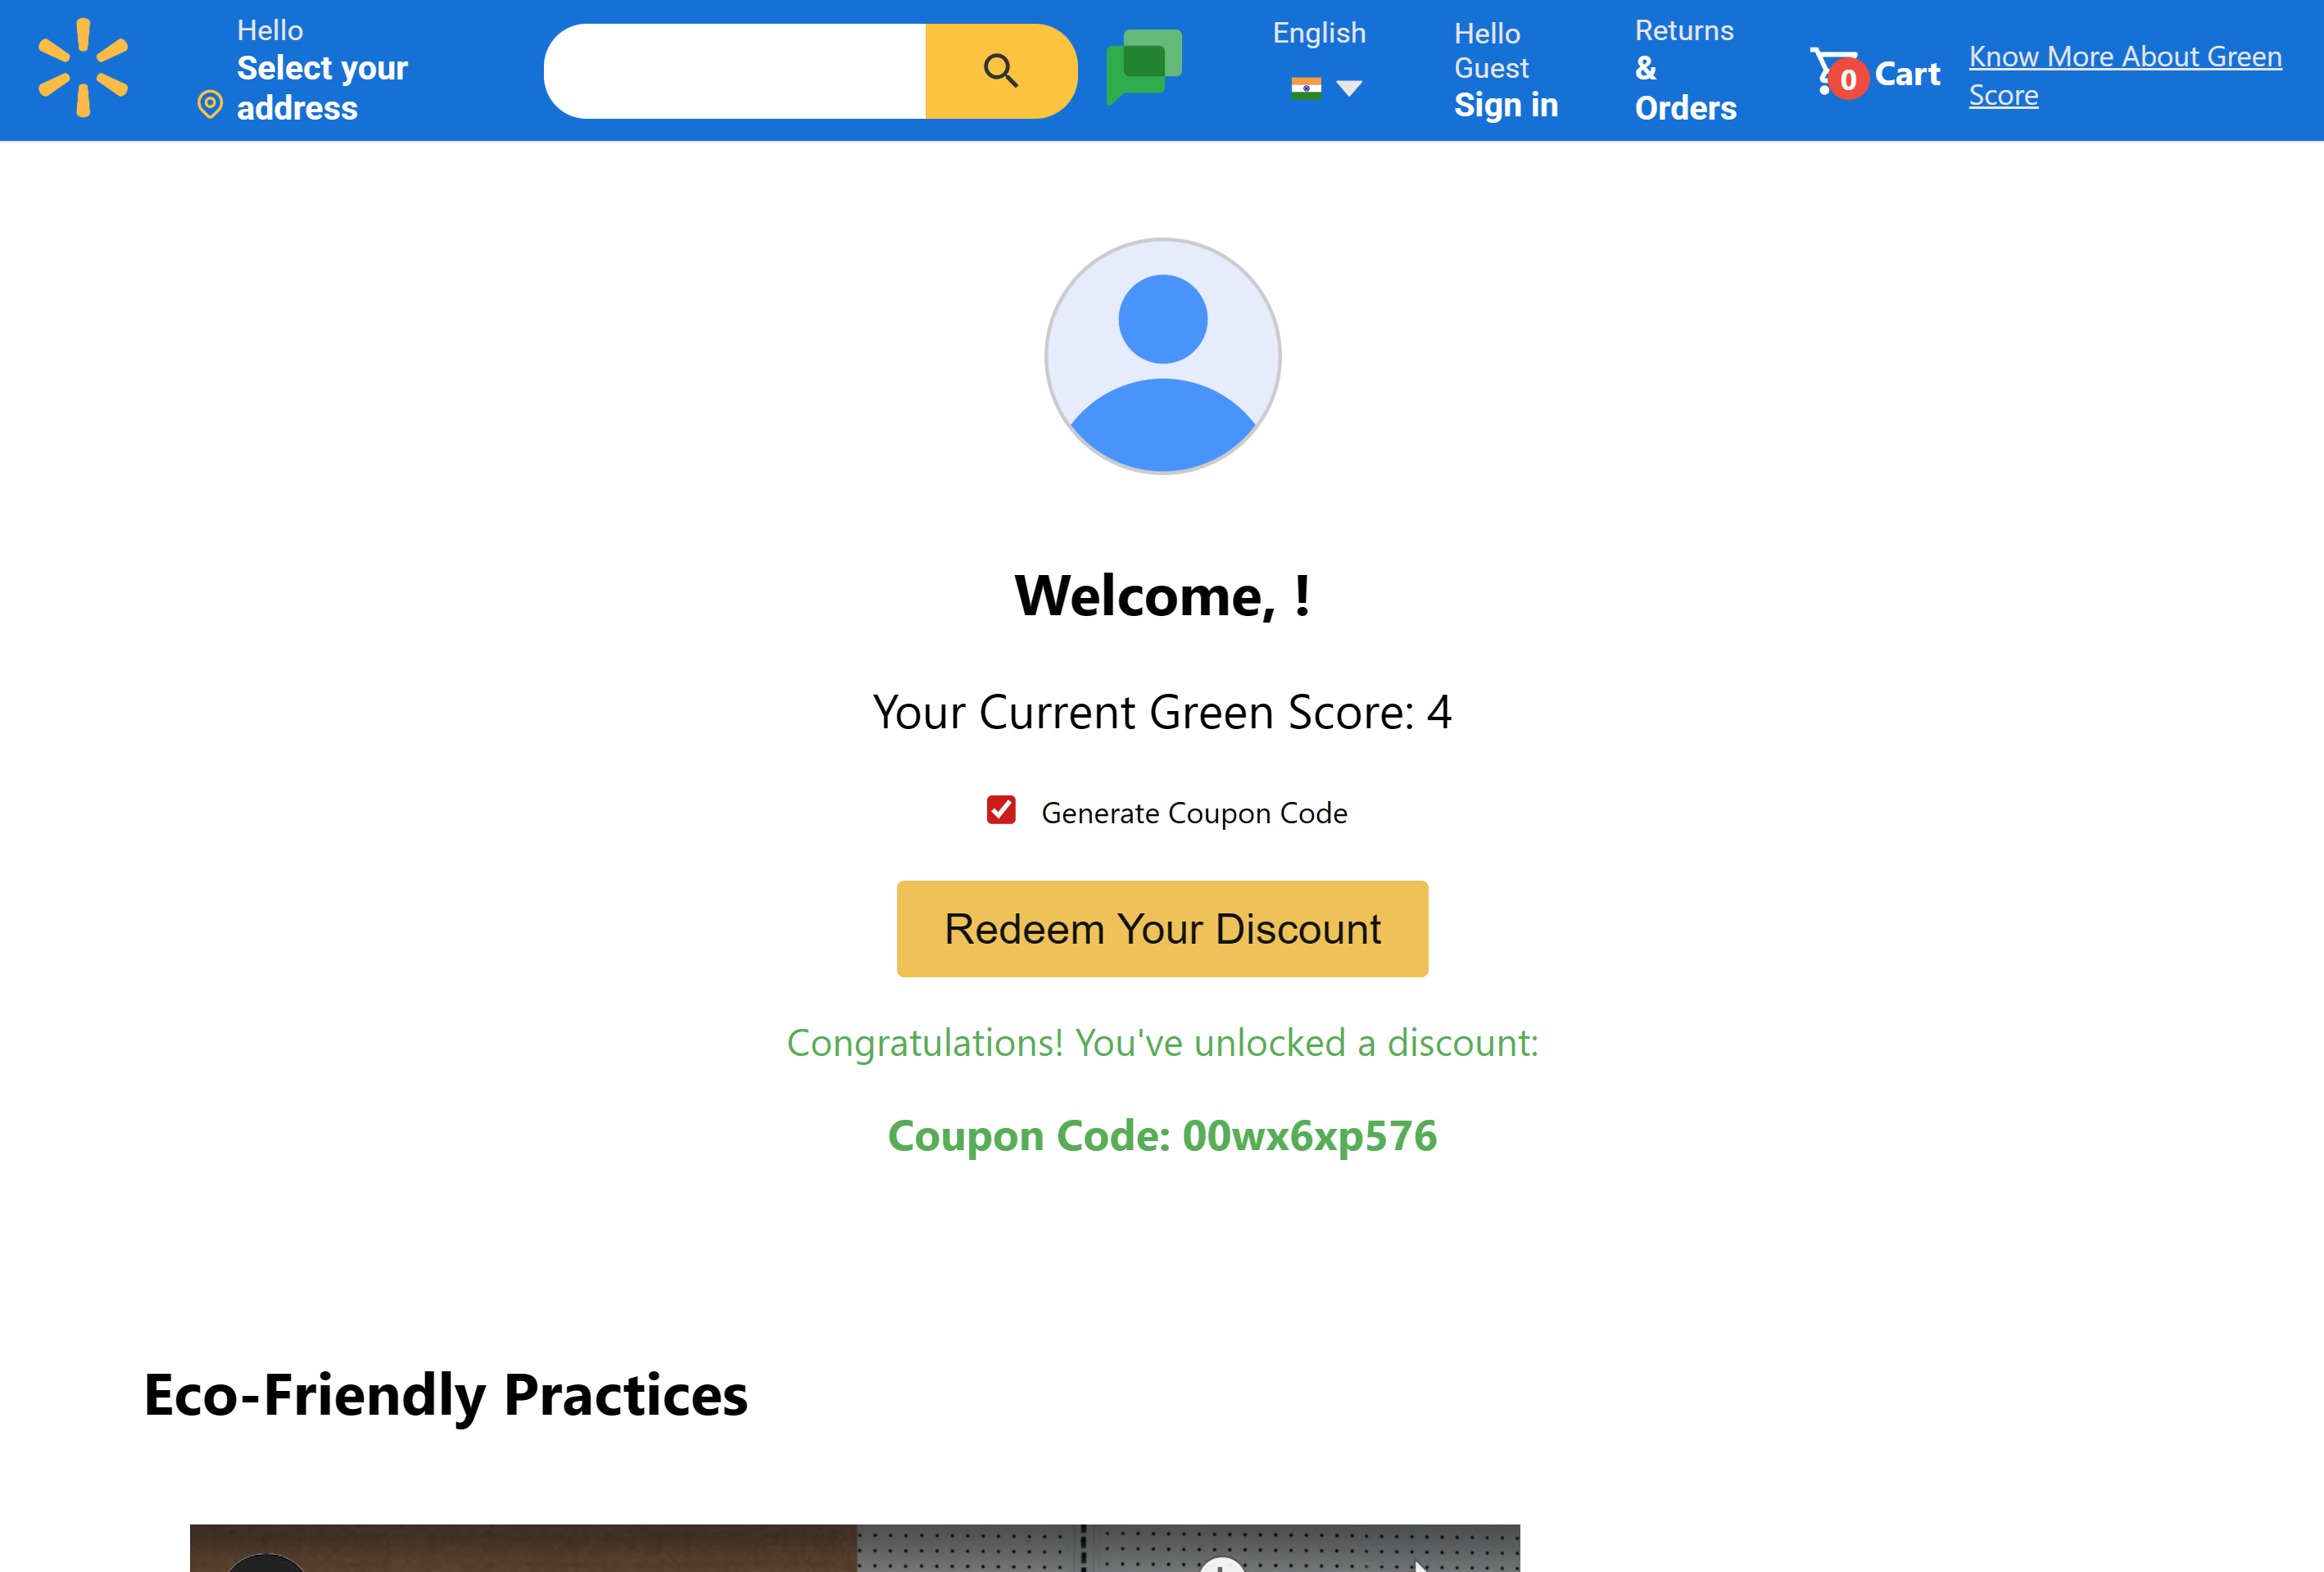 Hello
Select your
address
English
Hello
Guest
Sign in
Returns
&
Orders
0
Cart
Know More About Green
Score
Welcome, !
Your Current Green Score: 4
Generate Coupon Code
Redeem Your Discount
Congratulations! You've unlocked a discount:
Coupon Code: 00wx6xp576
Eco-Friendly Practices